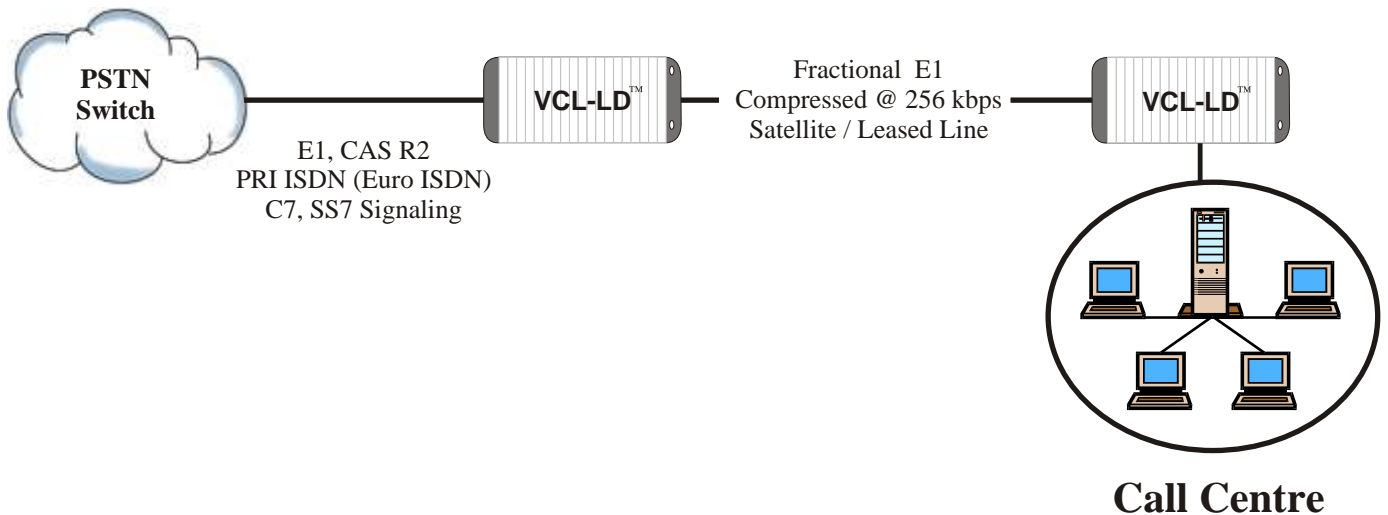 PSTN
Switch
E1, CAS R2
PRI ISDN (Euro ISDN)
C7, SS7 Signaling
VCL-LD™
Fractional E1
Compressed @ 256 kbps
Satellite / Leased Line
VCL-LD™
Call Centre